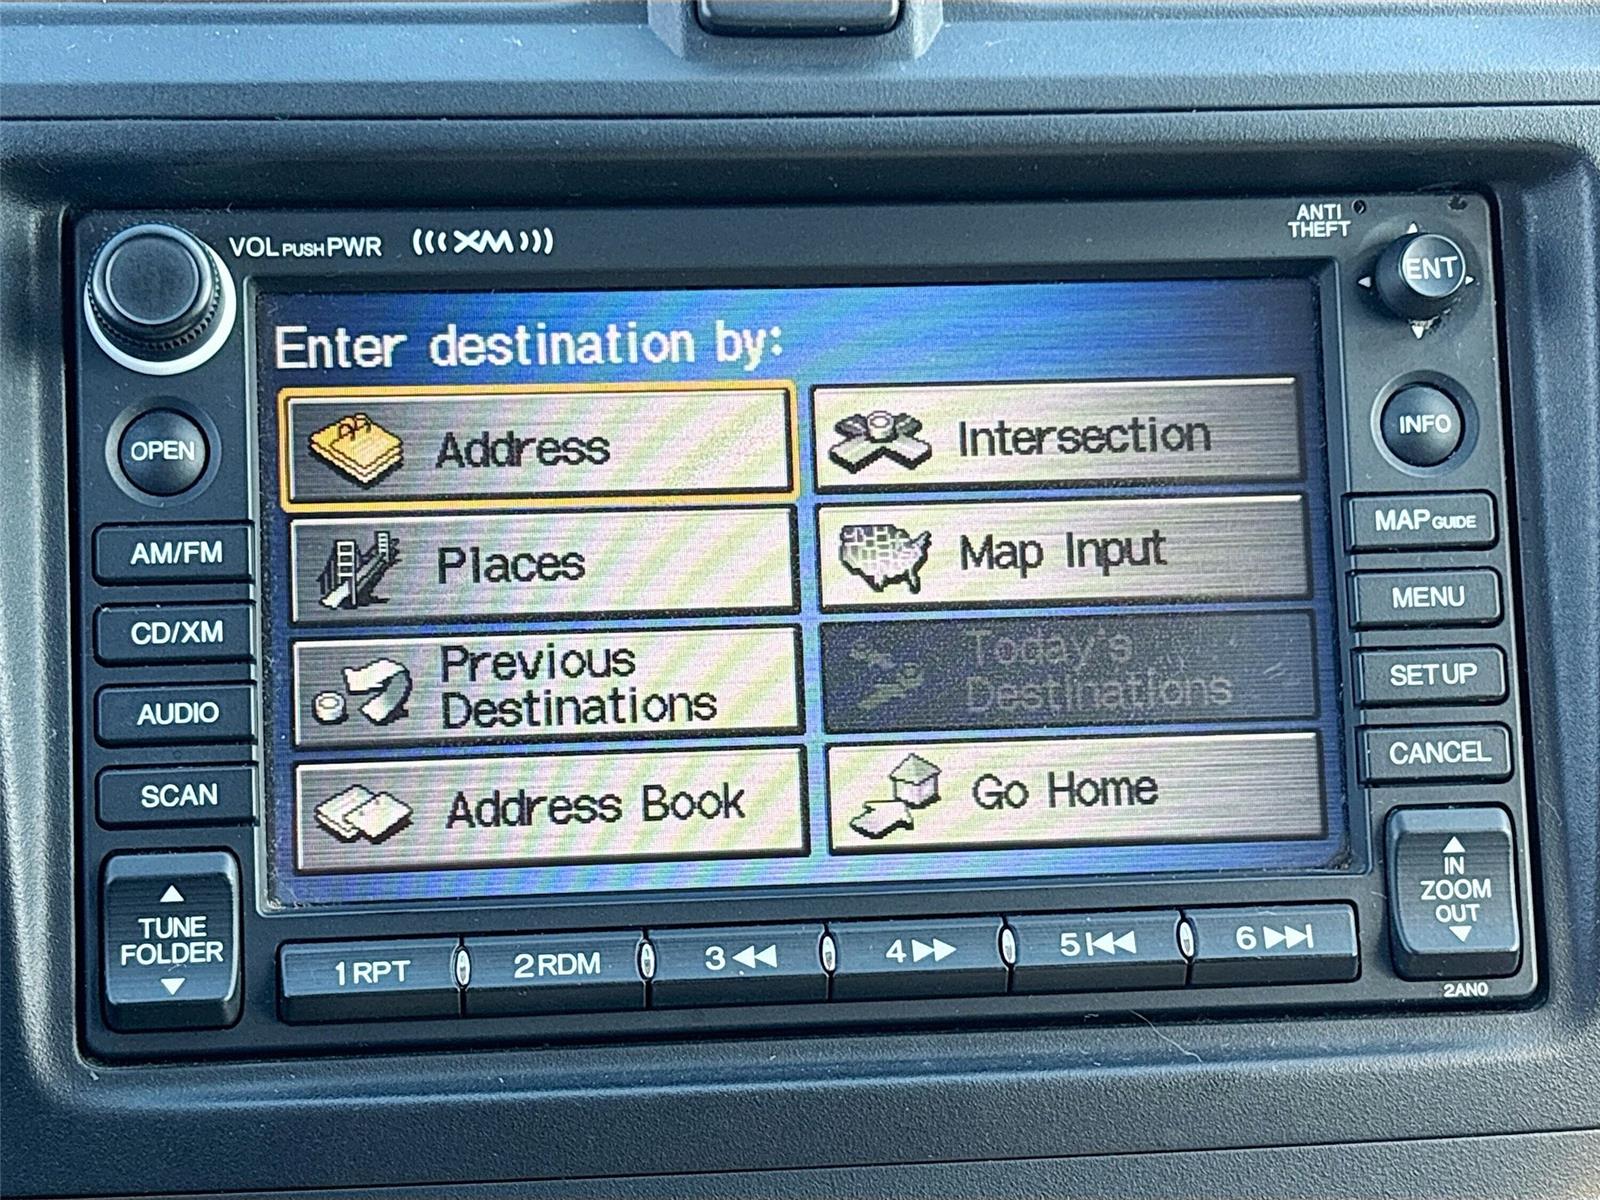 VOL PUSH PWR
(((XM)))
ANTI
THEFT
ENT
OPEN
AM/FM
CD/XM
AUDIO
SCAN
TUNE
FOLDER
Enter destination by:
Address
Intersection
Places
Map Input
Previous
Destinations
Today's
Destinations
Address Book
Go Home
INFO
MAP GUIDE
MENU
SETUP
CANCEL
IN
ZOOM
OUT
1 RPT
2 RDM
3
4
5
6
2AN0